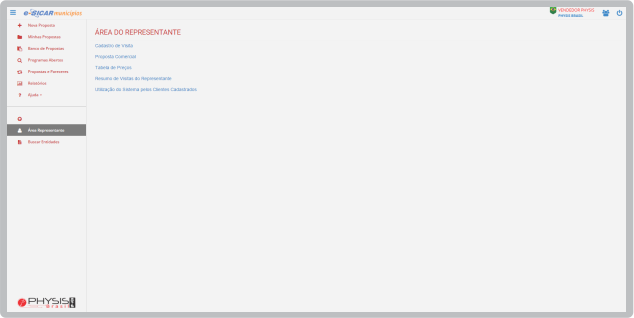 e-SICAR municípios
VENDEDOR PHYSIS
PHYSIS BRASIL
Nova Proposta
Minhas Propostas
Banco de Propostas
Programas Abertos
Propostas e Pareceres
Relatórios
Ajuda
Área Representante
Buscar Entidades
ÁREA DO REPRESENTANTE
Cadastro de Visita
Proposta Comercial
Tabela de Preços
Resumo de Visitas do Representante
Utilização do Sistema pelos Clientes Cadastrados
PHYSIS
Brasil